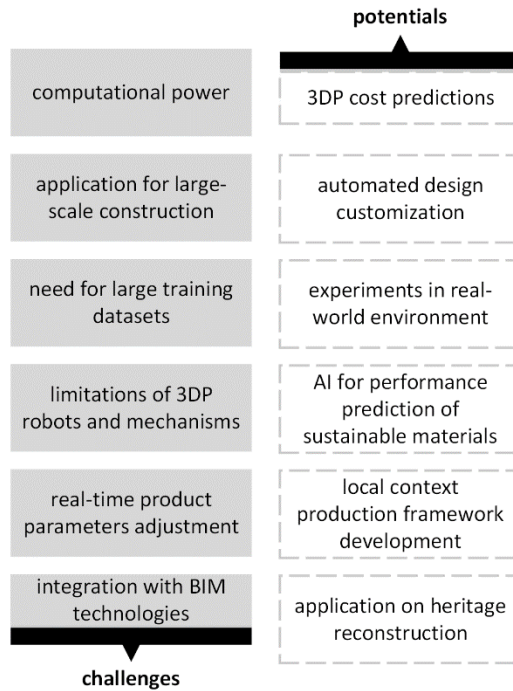 potentials
computational power
3DP cost predictions
application for large-
scale construction
automated design
customization
need for large training
datasets
experiments in real-
world environment
limitations of 3DP
robots and mechanisms
AI for performance
prediction of
sustainable materials
real-time product
parameters adjustment
local context
production framework
development
integration with BIM
technologies
application on heritage
reconstruction
challenges